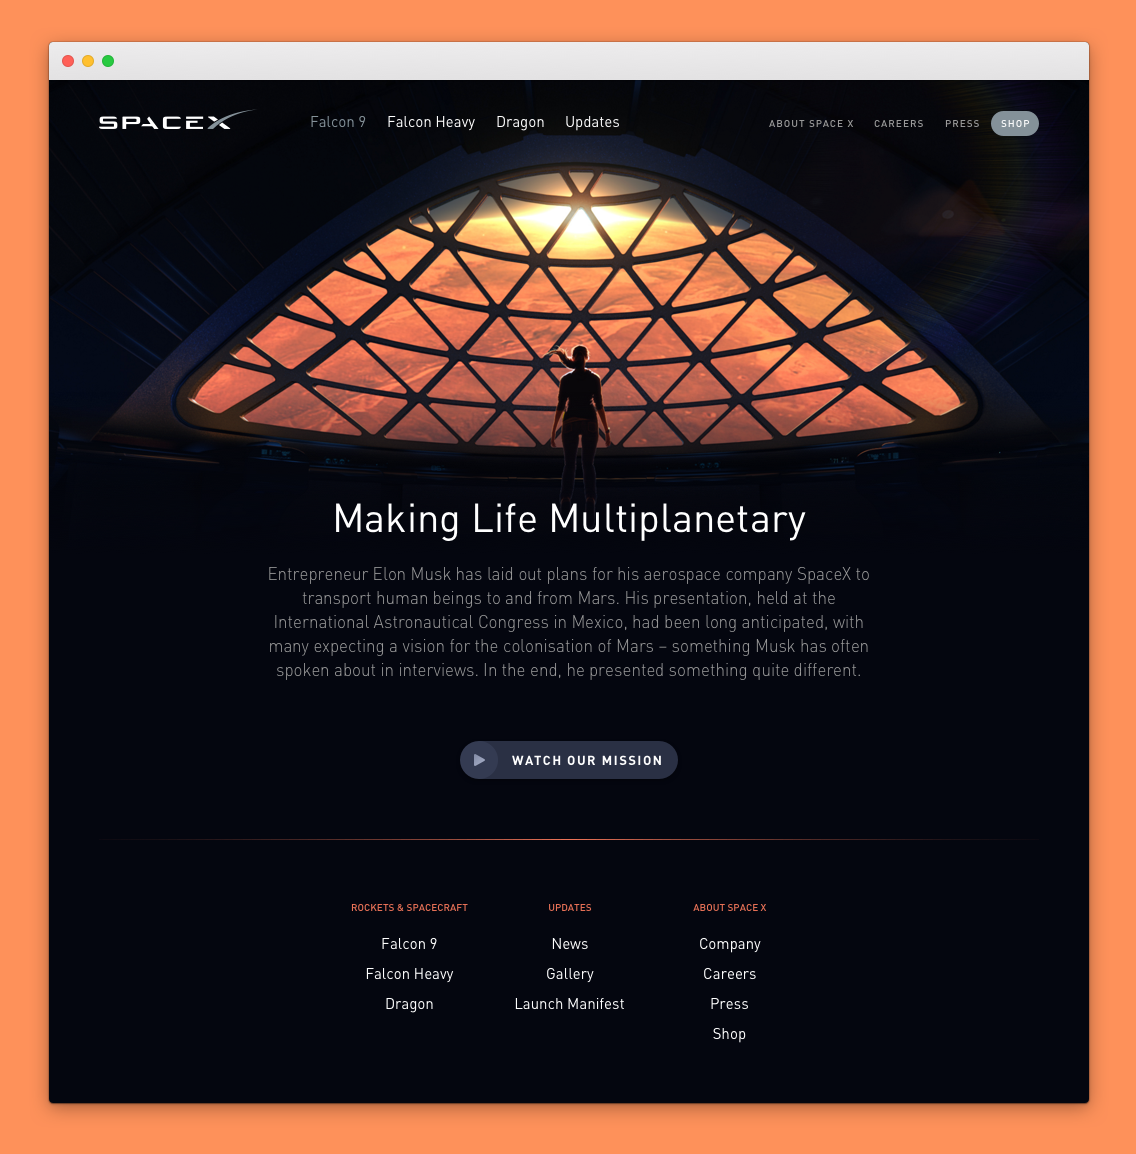 SPACEX Falcon 9 Falcon Heavy Dragon Updates ABOUT SPACE X CAREERS PRESS SHOP
Making Life Multiplanetary
Entrepreneur Elon Musk has laid out plans for his aerospace company SpaceX to
transport human beings to and from Mars. His presentation, held at the
International Astronautical Congress in Mexico, had been long anticipated, with
many expecting a vision for the colonisation of Mars – something Musk has often
spoken about in interviews. In the end, he presented something quite different.
WATCH OUR MISSION
ROCKETS & SPACECRAFT
Falcon 9
Falcon Heavy
Dragon
UPDATES
News
Gallery
Launch Manifest
ABOUT SPACE X
Company
Careers
Press
Shop